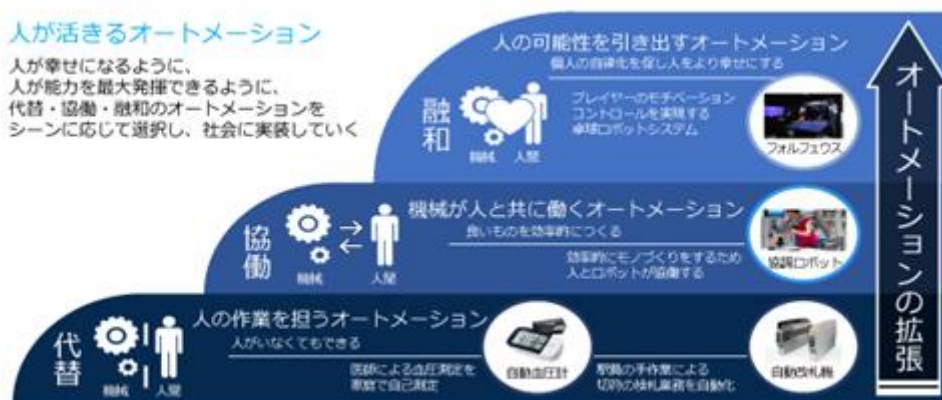 人が活きるオートメーション
人が幸せになるように、
人が能力を最大発揮できるように、
代替・協働・融和のオートメーションを
シーンに応じて選択し、社会に実装していく
人の可能性を引き出すオートメーション
個人の自律化を促し人をより幸せにする
融和
機械
人間
プレイヤーのモチベーション
コントロールを実現する
卓球ロボットシステム
フォルフェウス
機械が人と共に働くオートメーション
良いものを効率的につくる
協働
機械
人間
効率的にモノづくりをするため
人とロボットが協働する
協調ロボット
人の作業を担うオートメーション
人がいなくてもできる
代替
機械
人間
医師による血圧測定を
家庭で自己測定
自動血圧計
駅員の手作業による
切符の検札業務を自動化
自動改札機
オートメーションの拡張